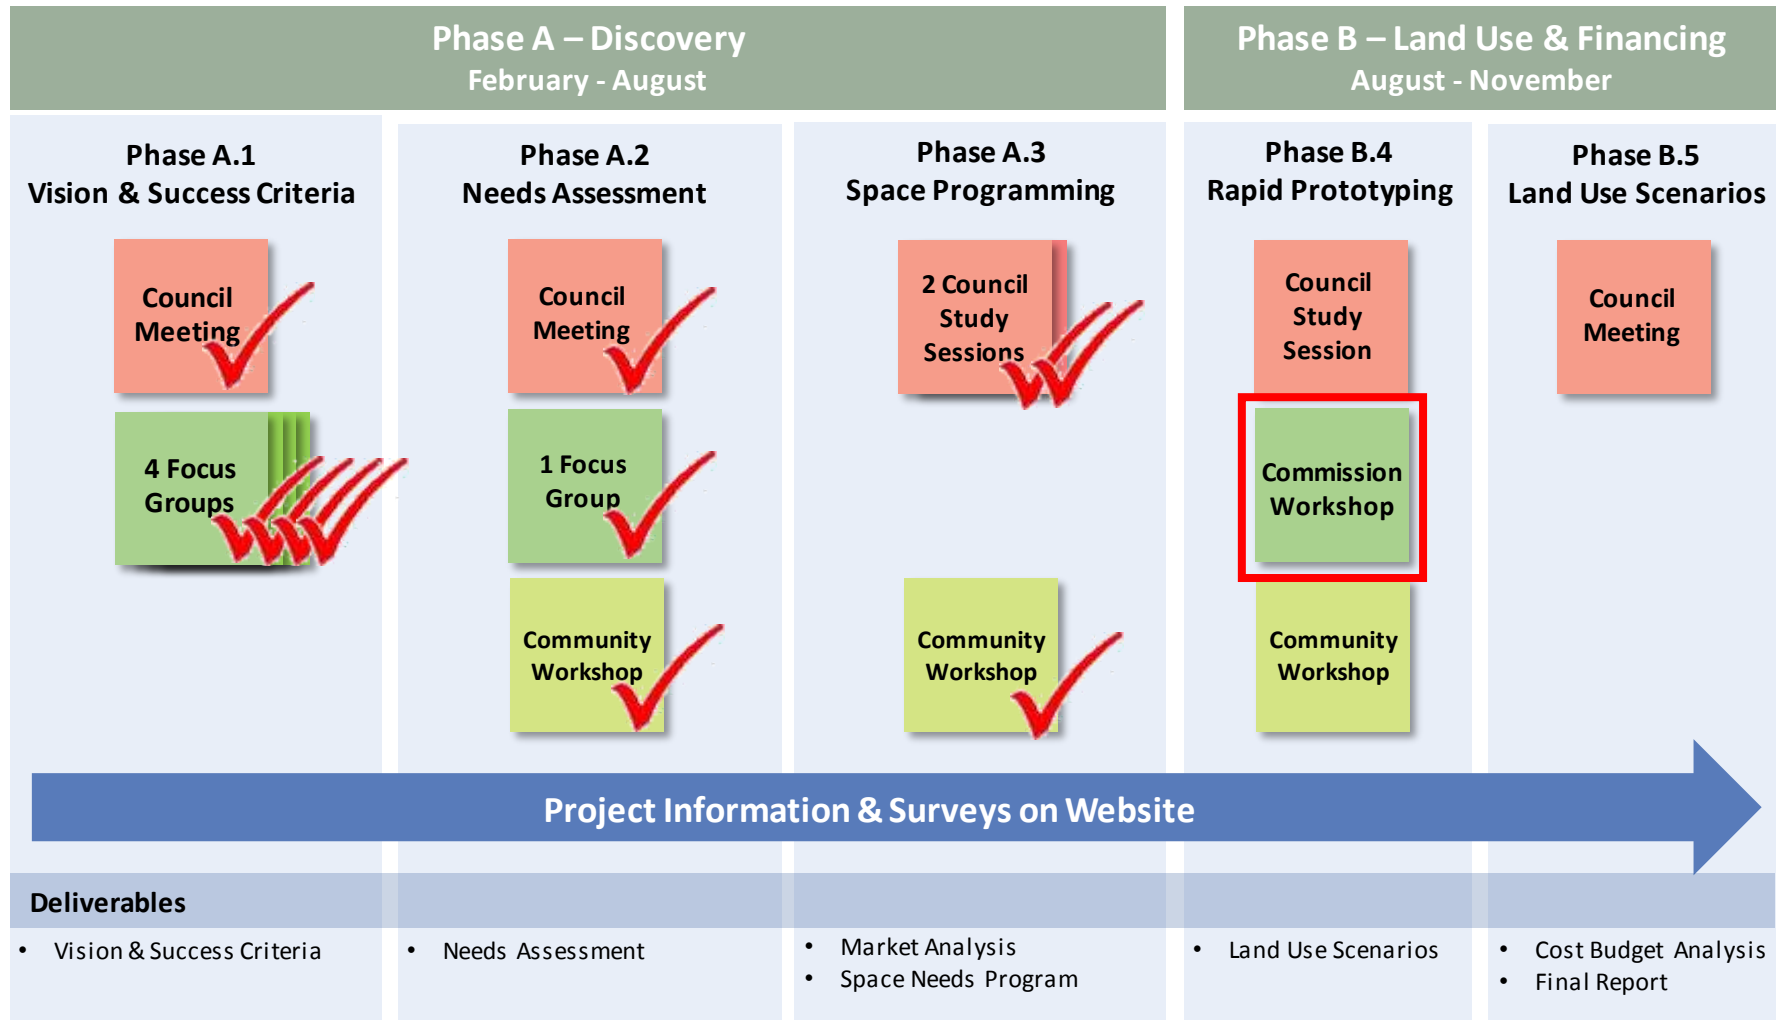 Phase A – Discovery
February - August
Phase B – Land Use & Financing
August - November
Phase A.1
Vision & Success Criteria
Phase A.2
Needs Assessment
Phase A.3
Space Programming
Phase B.4
Rapid Prototyping
Phase B.5
Land Use Scenarios
Council
Meeting
Council
Meeting
2 Council
Study
Sessions
Council
Study
Session
Council
Meeting
4 Focus
Groups
1 Focus
Group
Commission
Workshop
Community
Workshop
Community
Workshop
Community
Workshop
Project Information & Surveys on Website
Deliverables
• Vision & Success Criteria
• Needs Assessment
• Market Analysis
• Space Needs Program
• Land Use Scenarios
• Cost Budget Analysis
• Final Report